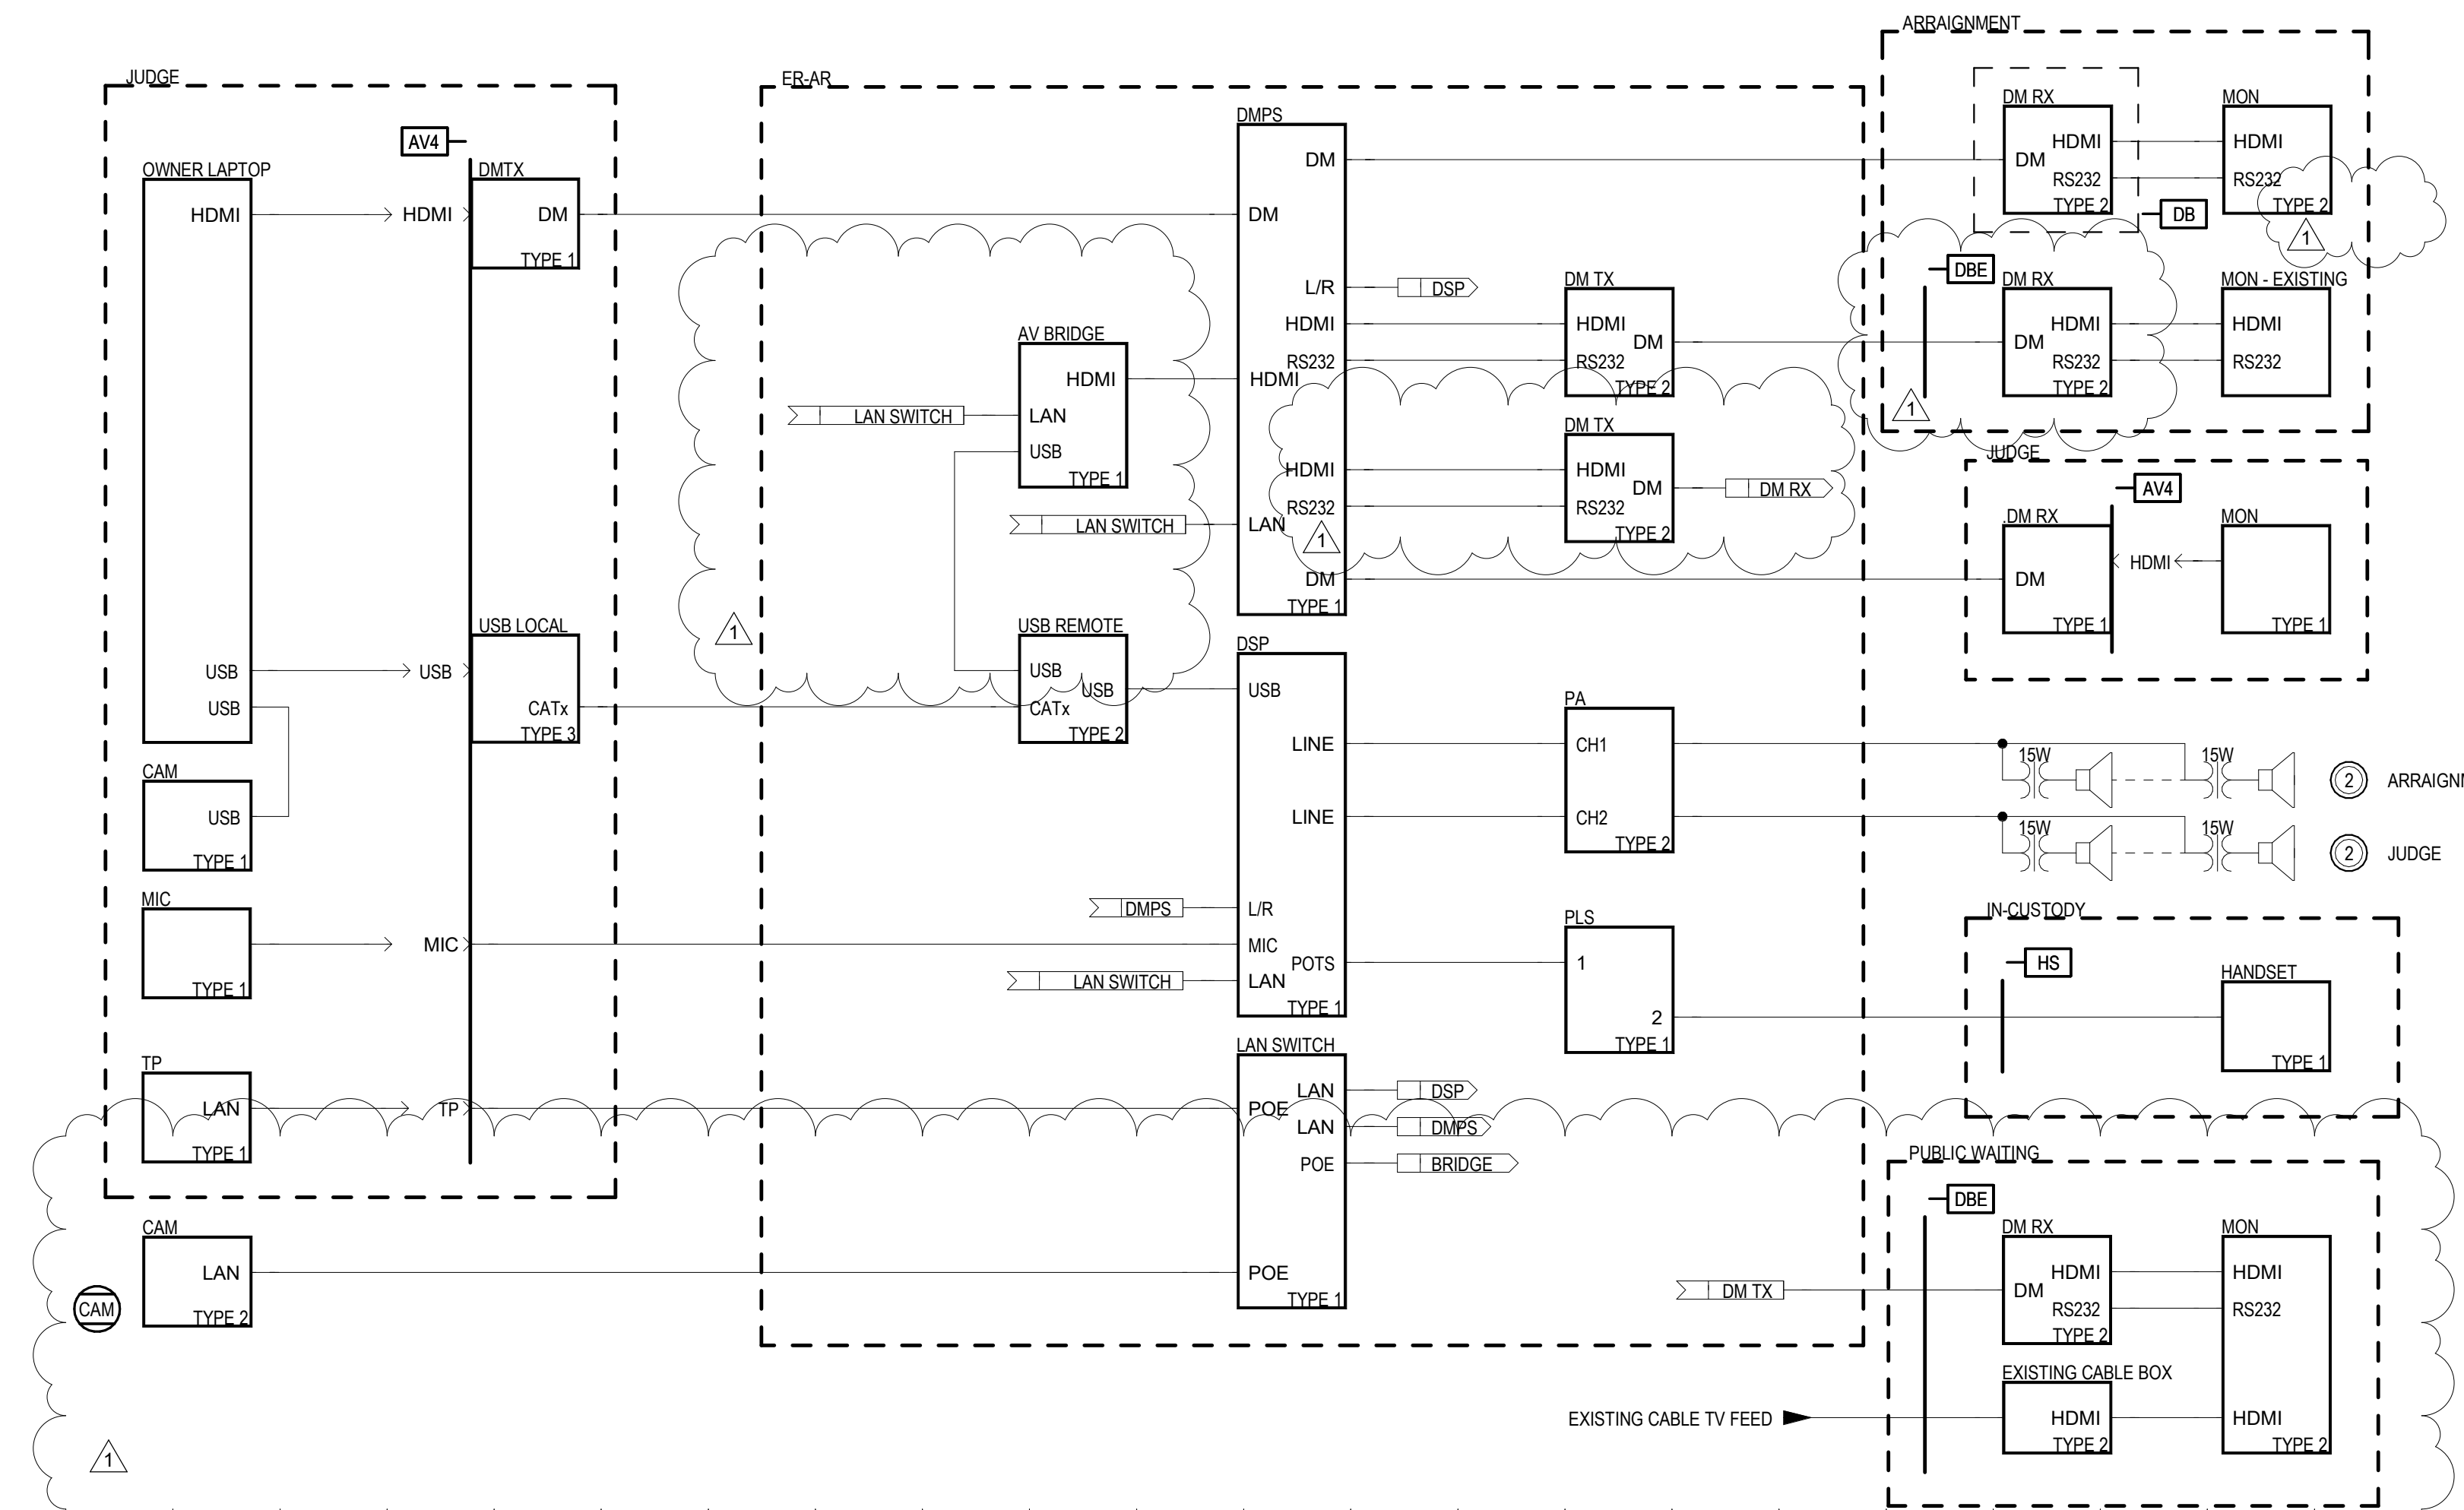 JUDGE
AV4
OWNER LAPTOP
HDMI
HDMI
DMTX
DM
TYPE 1
USB
USB
USB
USB LOCAL
CATx
TYPE 3
CAM
USB
TYPE 1
MIC
TYPE 1
MIC
TP
LAN
TYPE 1
TP
CAM
LAN
TYPE 2
CAM
1
ER-AR
AV BRIDGE
HDMI
LAN
USB
TYPE 1
LAN SWITCH
LAN SWITCH
1
USB REMOTE
USB
USB
CATx
TYPE 2
DMPS
DM
DM
L/R
DSP
HDMI
RS232
HDMI
HDMI
RS232
LAN
1
DM
TYPE 1
DM TX
HDMI
DM
RS232
TYPE 2
DM TX
HDMI
DM
RS232
TYPE 2
DM RX
DSP
USB
LINE
LINE
DMPS
L/R
MIC
POTS
LAN SWITCH
LAN
TYPE 1
PA
CH1
CH2
TYPE 2
PLS
1
2
TYPE 1
LAN SWITCH
LAN
DSP
POE
LAN
DMPS
POE
BRIDGE
POE
TYPE 1
DM TX
EXISTING CABLE TV FEED
ARRAIGNMENT
DM RX
HDMI
DM
RS232
TYPE 2
DB
MON
HDMI
RS232
TYPE 2
1
DBE
DM RX
HDMI
DM
RS232
TYPE 2
1
MON - EXISTING
HDMI
RS232
JUDGE
AV4
.DM RX
DM
TYPE 1
HDMI
MON
TYPE 1
15W
15W
2
ARRAIGN
15W
15W
2
JUDGE
IN-CUSTODY
HS
HANDSET
TYPE 1
PUBLIC WAITING
DBE
DM RX
HDMI
DM
RS232
TYPE 2
MON
HDMI
RS232
HDMI
TYPE 2
EXISTING CABLE BOX
HDMI
TYPE 2